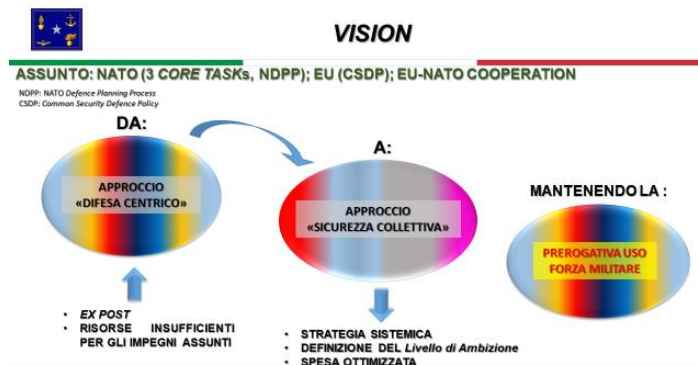 VISION
ASSUNTO: NATO (3 CORE TASKs, NDPP); EU (CSDP); EU-NATO COOPERATION
NDPP: NATO Defence Planning Process
CSDP: Common Security Defence Policy
DA:
APPROCCIO
«DIFESA CENTRICO»
• EX POST
• RISORSE INSUFFICIENTI
PER GLI IMPEGNI ASSUNTI
A:
APPROCCIO
«SICUREZZA COLLETTIVA»
• STRATEGIA SISTEMICA
• DEFINIZIONE DEL Livello di Ambizione
• SPESA OTTIMIZZATA
MANTENENDO LA :
PREROGATIVA USO
FORZA MILITARE